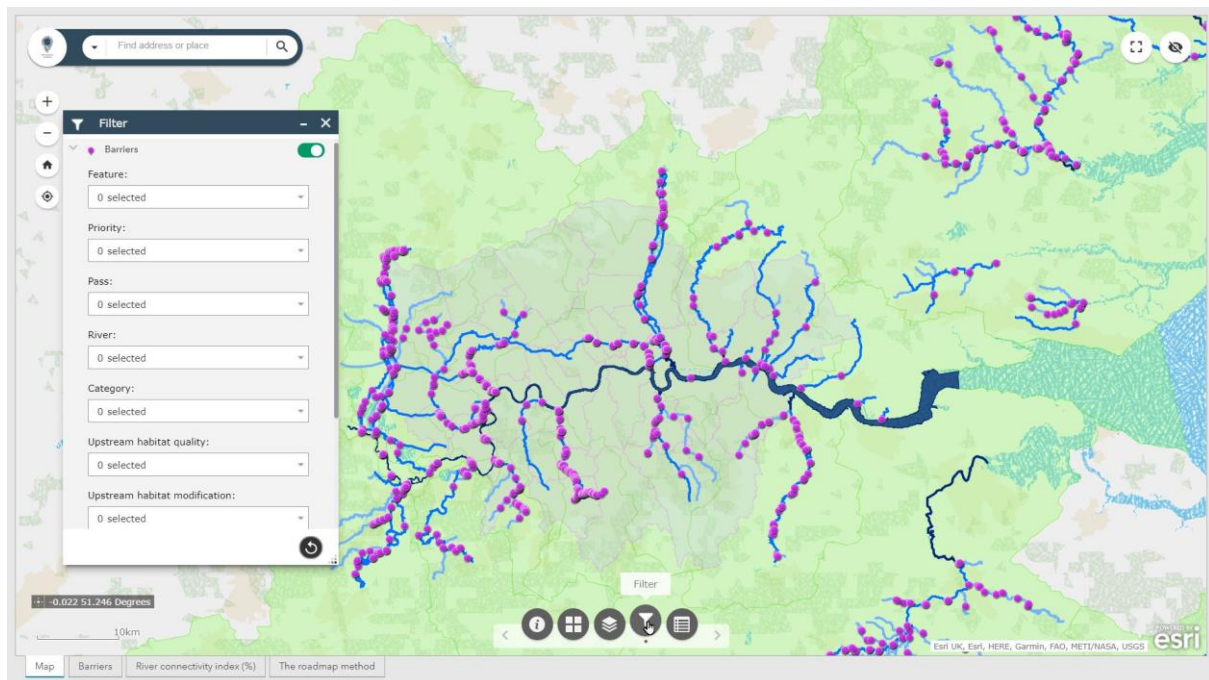 Find address or place
Filter
Barriers
Feature:
0 selected
Priority:
0 selected
Pass:
0 selected
River:
0 selected
Category:
0 selected
Upstream habitat quality:
0 selected
Upstream habitat modification:
0 selected
Filter
-0.022 51.246 Degrees
10km
Esri UK, Esri, HERE, Garmin, FAO, METI/NASA, USGS
POWERED BY
esri
Map
Barriers
River connectivity index (%)
The roadmap method